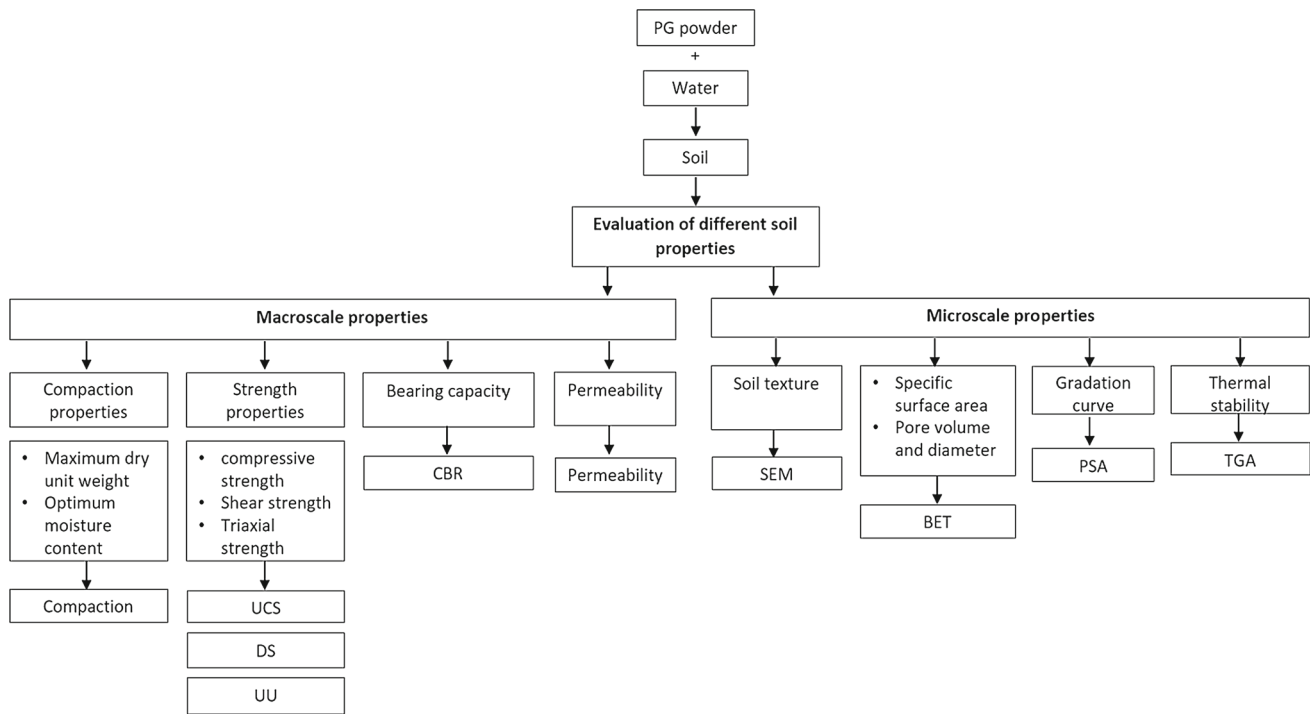 PG powder
+
Water
Soil
Evaluation of different soil
properties
Macroscale properties
Microscale properties
Compaction
properties
Strength
properties
Bearing capacity
Permeability
Soil texture
• Specific
surface area
• Pore volume
and diameter
Gradation
curve
Thermal
stability
• Maximum dry
unit weight
• Optimum
moisture
content
• compressive
strength
• Shear strength
• Triaxial
strength
CBR
Permeability
SEM
PSA
TGA
BET
Compaction
UCS
DS
UU